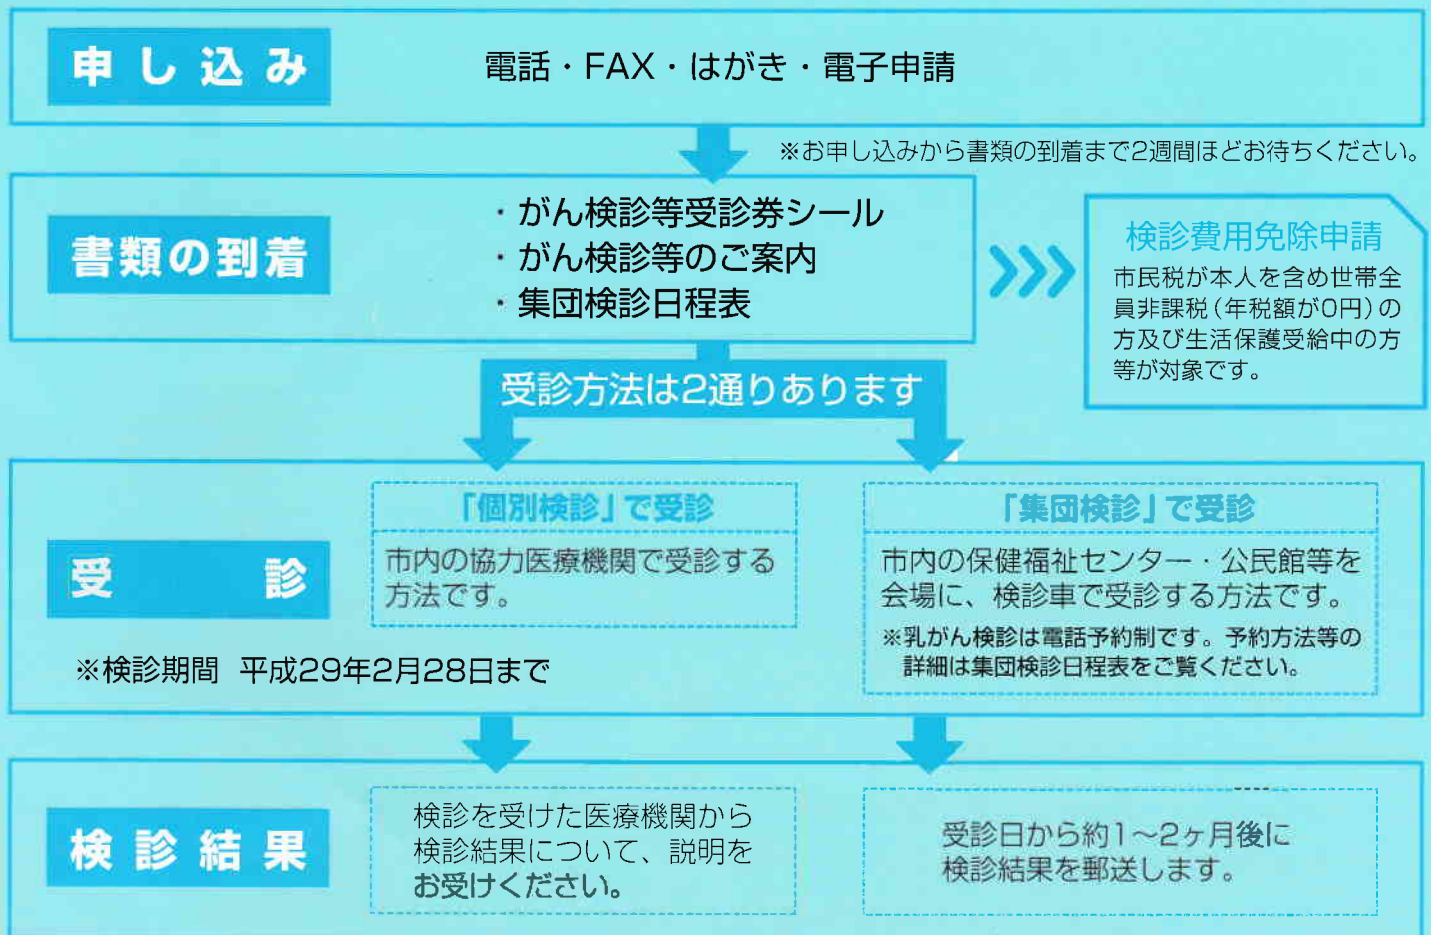 申し込み
電話・FAX・はがき・電子申請
※お申し込みから書類の到着まで2週間ほどお待ちください。
書類の到着
・がん検診等受診券シール
・がん検診等のご案内
・集団検診日程表
検診費用免除申請
市民税が本人を含め世帯全
員非課税(年税額が0円)の
方及び生活保護受給中の方
等が対象です。
受診方法は2通りあります
受診
※検診期間 平成29年2月28日まで
「個別検診」で受診
市内の協力医療機関で受診する
方法です。
「集団検診」で受診
市内の保健福祉センター・公民館等を
会場に、検診車で受診する方法です。
※乳がん検診は電話予約制です。予約方法等の
詳細は集団検診日程表をご覧ください。
検診結果
検診を受けた医療機関から
検診結果について、説明を
お受けください。
受診日から約1～2ヶ月後に
検診結果を郵送します。